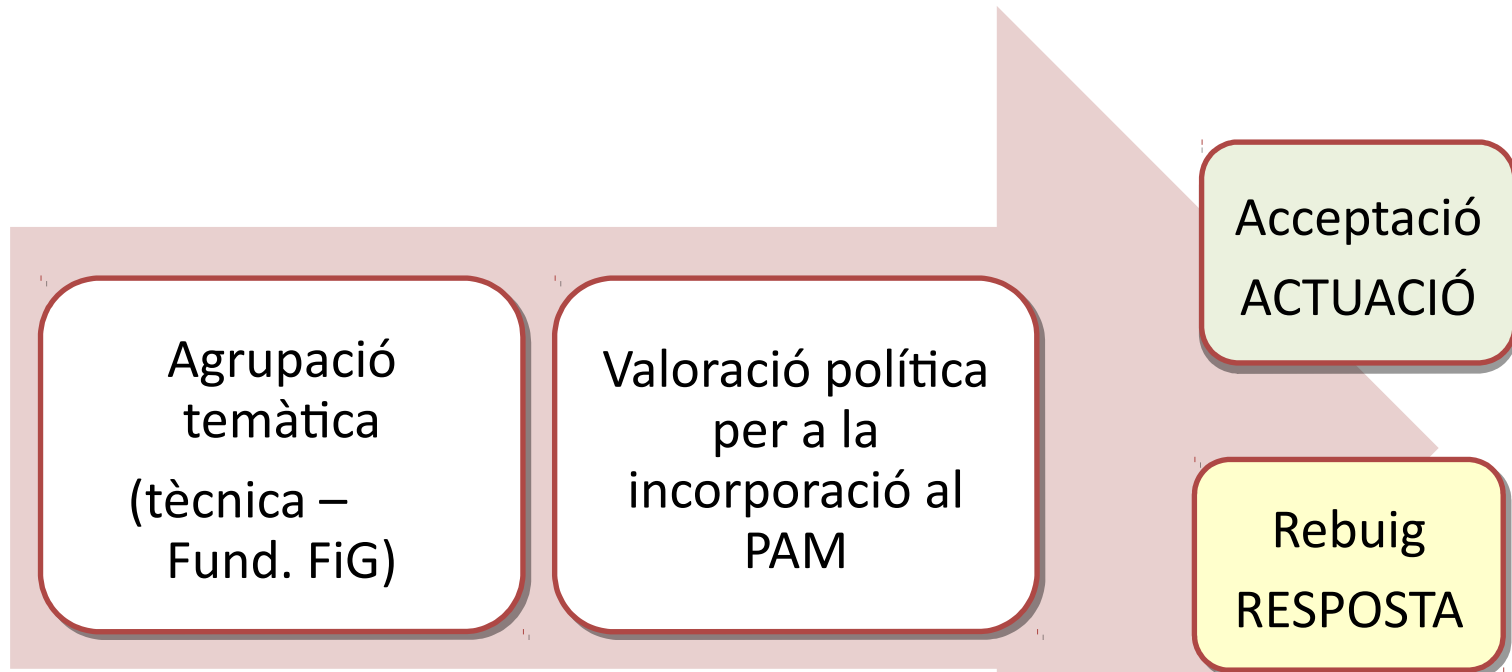 Agrupació
temàtica
(tècnica –
Fund. FiG)
Valoració política
per a la
incorporació al
PAM
Acceptació
ACTUACIÓ
Rebuig
RESPOSTA